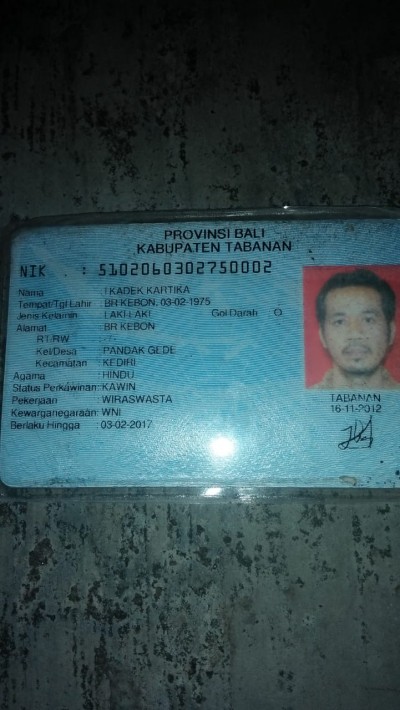 PROVINSI BALI
KABUPATEN TABANAN
NIK : 5102060302750002
Nama : I KADEK KARTIKA
Tempat/Tgl Lahir : BR KEBON, 03-02-1975
Jenis Kelamin : LAKI-LAKI Gol Darah : O
Alamat : BR KEBON
RT/RW :
Kel/Desa : PANDAK GEDE
Kecamatan : KEDIRI
Agama : HINDU
Status Perkawinan: KAWIN
Pekerjaan : WIRASWASTA
Kewarganegaraan: WNI
Berlaku Hingga : 03-02-2017
TABANAN
16-11-2012